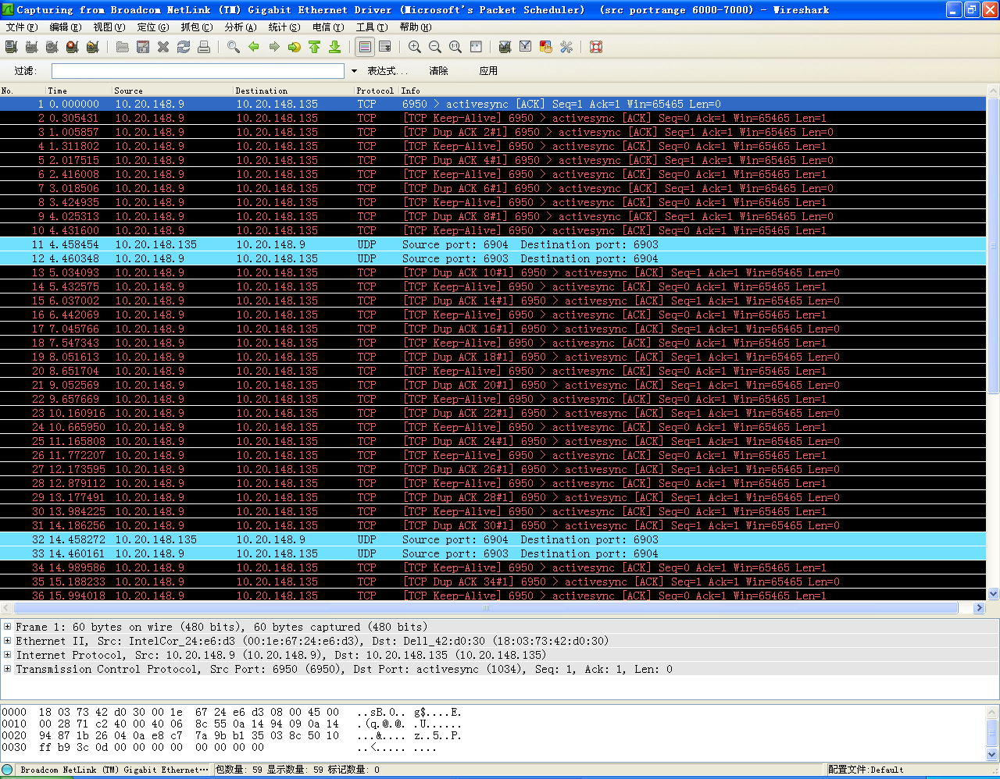 Capturing from Broadcom NetLink (TM) Gigabit Ethernet Driver (Microsoft's Packet Scheduler)  (src portrange 6000-7000) - Wireshark
文件(F) 编辑(E) 视图(V) 定位(G) 抓包(C) 分析(A) 统计(S) 电信(Y) 工具(T) 帮助(H)
过滤: 表达式... 清除 应用
No. Time Source Destination Protocol Info
1 0.000000 10.20.148.9 10.20.148.135 TCP 6950 > activesync [ACK] Seq=1 Ack=1 Win=65465 Len=0
2 0.305431 10.20.148.9 10.20.148.135 TCP [TCP Keep-Alive] 6950 > activesync [ACK] Seq=0 Ack=1 Win=65465 Len=1
3 1.005857 10.20.148.9 10.20.148.135 TCP [TCP Dup ACK 2#1] 6950 > activesync [ACK] Seq=1 Ack=1 Win=65465 Len=0
4 1.311802 10.20.148.9 10.20.148.135 TCP [TCP Keep-Alive] 6950 > activesync [ACK] Seq=0 Ack=1 Win=65465 Len=1
5 2.017515 10.20.148.9 10.20.148.135 TCP [TCP Dup ACK 4#1] 6950 > activesync [ACK] Seq=1 Ack=1 Win=65465 Len=0
6 2.416008 10.20.148.9 10.20.148.135 TCP [TCP Keep-Alive] 6950 > activesync [ACK] Seq=0 Ack=1 Win=65465 Len=1
7 3.018506 10.20.148.9 10.20.148.135 TCP [TCP Dup ACK 6#1] 6950 > activesync [ACK] Seq=1 Ack=1 Win=65465 Len=0
8 3.424935 10.20.148.9 10.20.148.135 TCP [TCP Keep-Alive] 6950 > activesync [ACK] Seq=0 Ack=1 Win=65465 Len=1
9 4.025313 10.20.148.9 10.20.148.135 TCP [TCP Dup ACK 8#1] 6950 > activesync [ACK] Seq=1 Ack=1 Win=65465 Len=0
10 4.431600 10.20.148.9 10.20.148.135 TCP [TCP Keep-Alive] 6950 > activesync [ACK] Seq=0 Ack=1 Win=65465 Len=1
11 4.458454 10.20.148.135 10.20.148.9 UDP Source port: 6904  Destination port: 6903
12 4.460348 10.20.148.9 10.20.148.135 UDP Source port: 6903  Destination port: 6904
13 5.034093 10.20.148.9 10.20.148.135 TCP [TCP Dup ACK 10#1] 6950 > activesync [ACK] Seq=1 Ack=1 Win=65465 Len=0
14 5.432575 10.20.148.9 10.20.148.135 TCP [TCP Keep-Alive] 6950 > activesync [ACK] Seq=0 Ack=1 Win=65465 Len=1
15 6.037002 10.20.148.9 10.20.148.135 TCP [TCP Dup ACK 14#1] 6950 > activesync [ACK] Seq=1 Ack=1 Win=65465 Len=0
16 6.442069 10.20.148.9 10.20.148.135 TCP [TCP Keep-Alive] 6950 > activesync [ACK] Seq=0 Ack=1 Win=65465 Len=1
17 7.045766 10.20.148.9 10.20.148.135 TCP [TCP Dup ACK 16#1] 6950 > activesync [ACK] Seq=1 Ack=1 Win=65465 Len=0
18 7.547343 10.20.148.9 10.20.148.135 TCP [TCP Keep-Alive] 6950 > activesync [ACK] Seq=0 Ack=1 Win=65465 Len=1
19 8.051613 10.20.148.9 10.20.148.135 TCP [TCP Dup ACK 18#1] 6950 > activesync [ACK] Seq=1 Ack=1 Win=65465 Len=0
20 8.651704 10.20.148.9 10.20.148.135 TCP [TCP Keep-Alive] 6950 > activesync [ACK] Seq=0 Ack=1 Win=65465 Len=1
21 9.052569 10.20.148.9 10.20.148.135 TCP [TCP Dup ACK 20#1] 6950 > activesync [ACK] Seq=1 Ack=1 Win=65465 Len=0
22 9.657669 10.20.148.9 10.20.148.135 TCP [TCP Keep-Alive] 6950 > activesync [ACK] Seq=0 Ack=1 Win=65465 Len=1
23 10.160916 10.20.148.9 10.20.148.135 TCP [TCP Dup ACK 22#1] 6950 > activesync [ACK] Seq=1 Ack=1 Win=65465 Len=0
24 10.665950 10.20.148.9 10.20.148.135 TCP [TCP Keep-Alive] 6950 > activesync [ACK] Seq=0 Ack=1 Win=65465 Len=1
25 11.165808 10.20.148.9 10.20.148.135 TCP [TCP Dup ACK 24#1] 6950 > activesync [ACK] Seq=1 Ack=1 Win=65465 Len=0
26 11.772207 10.20.148.9 10.20.148.135 TCP [TCP Keep-Alive] 6950 > activesync [ACK] Seq=0 Ack=1 Win=65465 Len=1
27 12.173595 10.20.148.9 10.20.148.135 TCP [TCP Dup ACK 26#1] 6950 > activesync [ACK] Seq=1 Ack=1 Win=65465 Len=0
28 12.879112 10.20.148.9 10.20.148.135 TCP [TCP Keep-Alive] 6950 > activesync [ACK] Seq=0 Ack=1 Win=65465 Len=1
29 13.177491 10.20.148.9 10.20.148.135 TCP [TCP Dup ACK 28#1] 6950 > activesync [ACK] Seq=1 Ack=1 Win=65465 Len=0
30 13.984225 10.20.148.9 10.20.148.135 TCP [TCP Keep-Alive] 6950 > activesync [ACK] Seq=0 Ack=1 Win=65465 Len=1
31 14.186256 10.20.148.9 10.20.148.135 TCP [TCP Dup ACK 30#1] 6950 > activesync [ACK] Seq=1 Ack=1 Win=65465 Len=0
32 14.458272 10.20.148.135 10.20.148.9 UDP Source port: 6904  Destination port: 6903
33 14.460161 10.20.148.9 10.20.148.135 UDP Source port: 6903  Destination port: 6904
34 14.989586 10.20.148.9 10.20.148.135 TCP [TCP Keep-Alive] 6950 > activesync [ACK] Seq=0 Ack=1 Win=65465 Len=1
35 15.188233 10.20.148.9 10.20.148.135 TCP [TCP Dup ACK 34#1] 6950 > activesync [ACK] Seq=1 Ack=1 Win=65465 Len=0
36 15.994018 10.20.148.9 10.20.148.135 TCP [TCP Keep-Alive] 6950 > activesync [ACK] Seq=0 Ack=1 Win=65465 Len=1
Frame 1: 60 bytes on wire (480 bits), 60 bytes captured (480 bits)
Ethernet II, Src: IntelCor_24:e6:d3 (00:1e:67:24:e6:d3), Dst: Dell_42:d0:30 (18:03:73:42:d0:30)
Internet Protocol, Src: 10.20.148.9 (10.20.148.9), Dst: 10.20.148.135 (10.20.148.135)
Transmission Control Protocol, Src Port: 6950 (6950), Dst Port: activesync (1034), Seq: 1, Ack: 1, Len: 0
0000  18 03 73 42 d0 30 00 1e  67 24 e6 d3 08 00 45 00  ..sB.0.. g$....E.
0010  00 28 71 c2 40 00 40 06  8c 55 0a 14 94 09 0a 14  .(q.@.@. .U......
0020  94 87 1b 26 04 0a e8 c7  7a 9b b1 35 03 8c 50 10  ...&.... z..5..P.
0030  ff b9 3c 0d 00 00 00 00  00 00 00 00  ..<..... ....
Broadcom NetLink (TM) Gigabit Ethernet... 包数量: 59 显示数量: 59 标记数量: 0 配置文件:Default